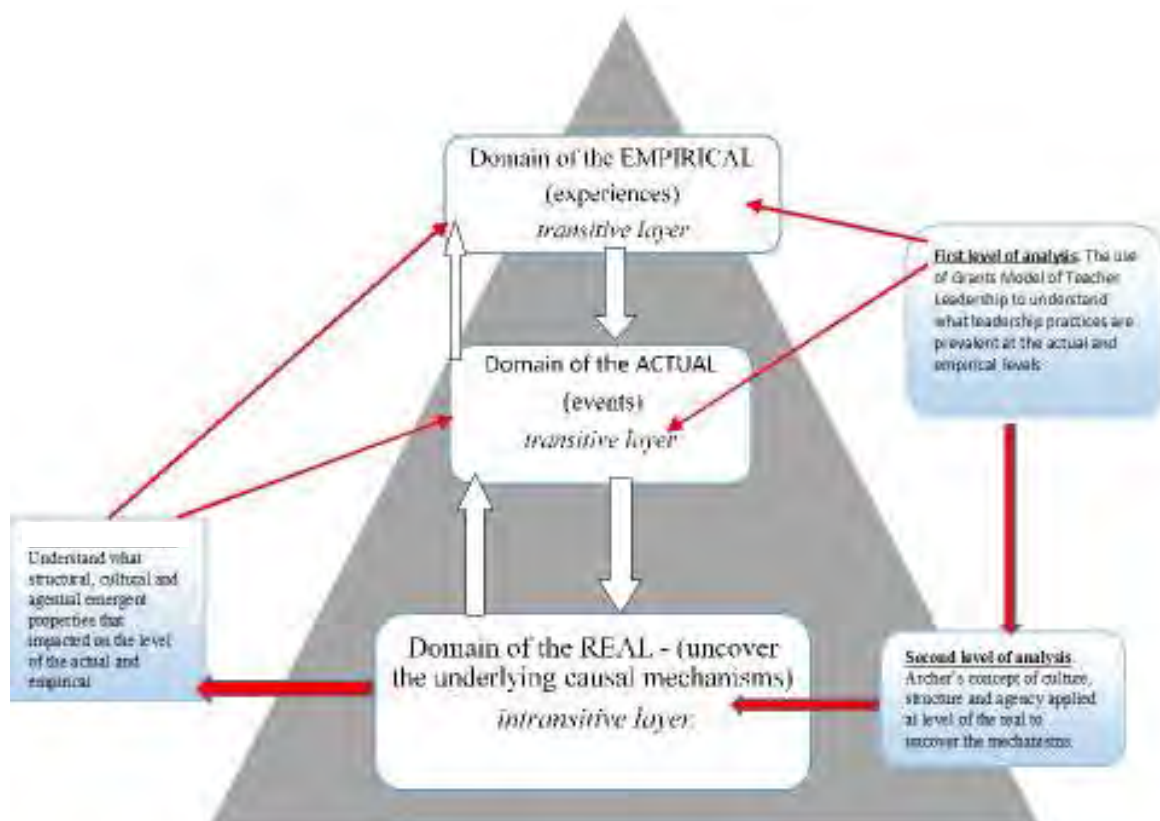 Domain of the EMPIRICAL
(experiences)
transitive layer
First level of analysis: The use
of Grants Model of Teacher
Leadership to understand
what leadership practices are
prevalent at the actual and
empirical levels
Domain of the ACTUAL
(events)
transitive layer
Understand what
structural, cultural and
agential emergent
properties that
impacted on the level
of the actual and
empirical
Domain of the REAL - (uncover
the underlying causal mechanisms)
intransitive layer.
Second level of analysis.
Archer's concept of culture,
structure and agency applied
at level of the real to
uncover the mechanisms